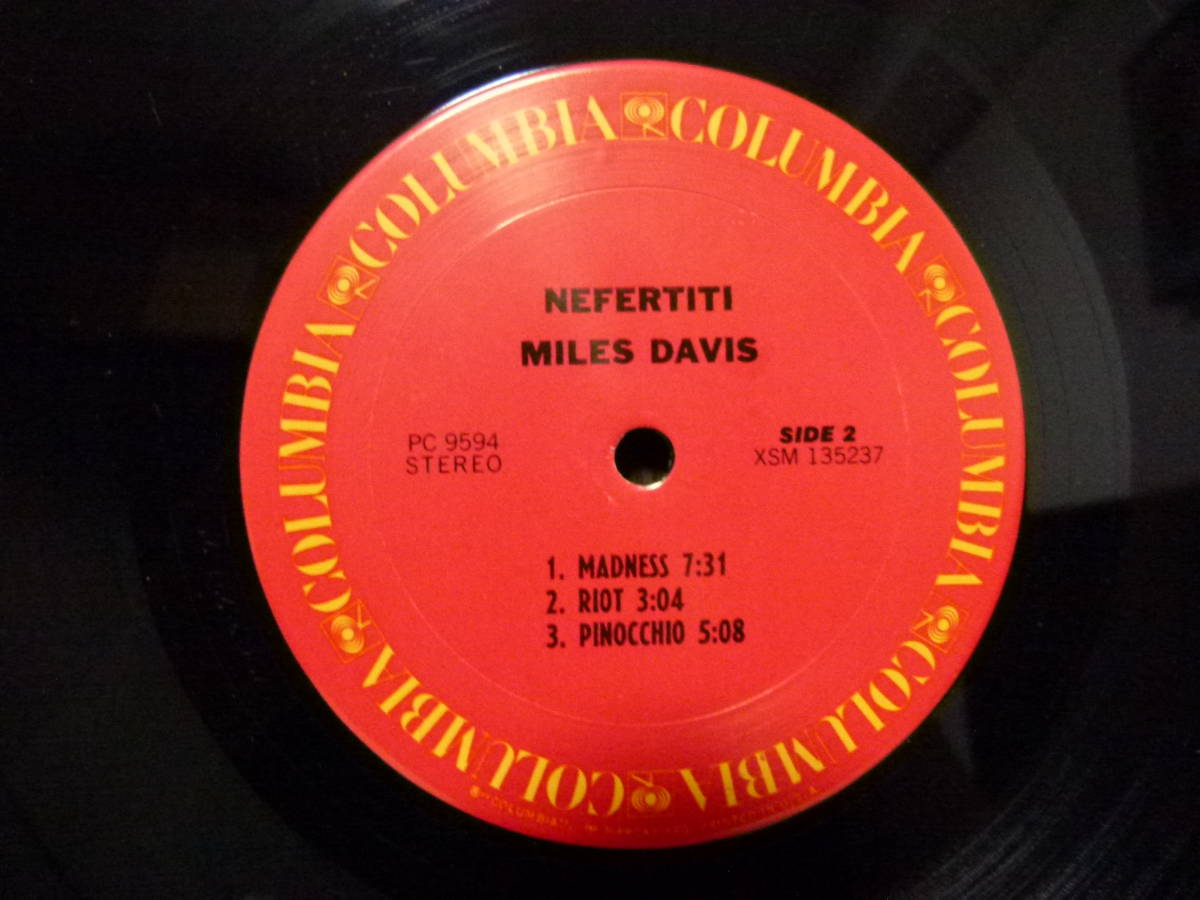 COLUMBIA COLUMBIA COLUMBIA COLUMBIA COLUMBIA COLUMBIA
NEFERTITI
MILES DAVIS
PC 9594
STEREO
SIDE 2
XSM 135237
1. MADNESS 7:31
2. RIOT 3:04
3. PINOCCHIO 5:08
"COLUMBIA",